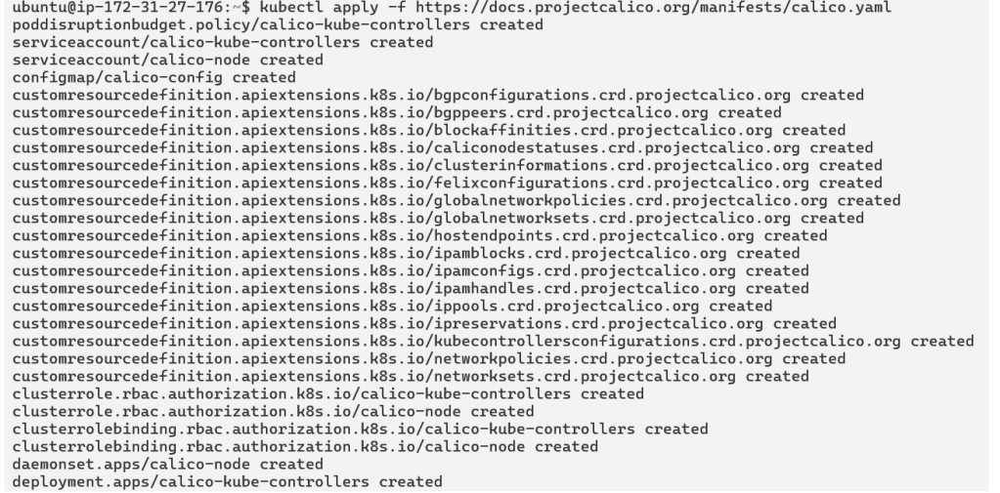 ubuntu@ip-172-31-27-176:~$ kubectl apply -f https://docs.projectcalico.org/manifests/calico.yaml
poddisruptionbudget.policy/calico-kube-controllers created
serviceaccount/calico-kube-controllers created
serviceaccount/calico-node created
configmap/calico-config created
customresourcedefinition.apiextensions.k8s.io/bgpconfigurations.crd.projectcalico.org created
customresourcedefinition.apiextensions.k8s.io/bgppeers.crd.projectcalico.org created
customresourcedefinition.apiextensions.k8s.io/blockaffinities.crd.projectcalico.org created
customresourcedefinition.apiextensions.k8s.io/caliconodestatuses.crd.projectcalico.org created
customresourcedefinition.apiextensions.k8s.io/clusterinformations.crd.projectcalico.org created
customresourcedefinition.apiextensions.k8s.io/felixconfigurations.crd.projectcalico.org created
customresourcedefinition.apiextensions.k8s.io/globalnetworkpolicies.crd.projectcalico.org created
customresourcedefinition.apiextensions.k8s.io/globalnetworksets.crd.projectcalico.org created
customresourcedefinition.apiextensions.k8s.io/hostendpoints.crd.projectcalico.org created
customresourcedefinition.apiextensions.k8s.io/ipamblocks.crd.projectcalico.org created
customresourcedefinition.apiextensions.k8s.io/ipamconfigs.crd.projectcalico.org created
customresourcedefinition.apiextensions.k8s.io/ipamhandles.crd.projectcalico.org created
customresourcedefinition.apiextensions.k8s.io/ippools.crd.projectcalico.org created
customresourcedefinition.apiextensions.k8s.io/ipreservations.crd.projectcalico.org created
customresourcedefinition.apiextensions.k8s.io/kubecontrollersconfigurations.crd.projectcalico.org created
customresourcedefinition.apiextensions.k8s.io/networkpolicies.crd.projectcalico.org created
customresourcedefinition.apiextensions.k8s.io/networksets.crd.projectcalico.org created
clusterrole.rbac.authorization.k8s.io/calico-kube-controllers created
clusterrole.rbac.authorization.k8s.io/calico-node created
clusterrolebinding.rbac.authorization.k8s.io/calico-kube-controllers created
clusterrolebinding.rbac.authorization.k8s.io/calico-node created
daemonset.apps/calico-node created
deployment.apps/calico-kube-controllers created